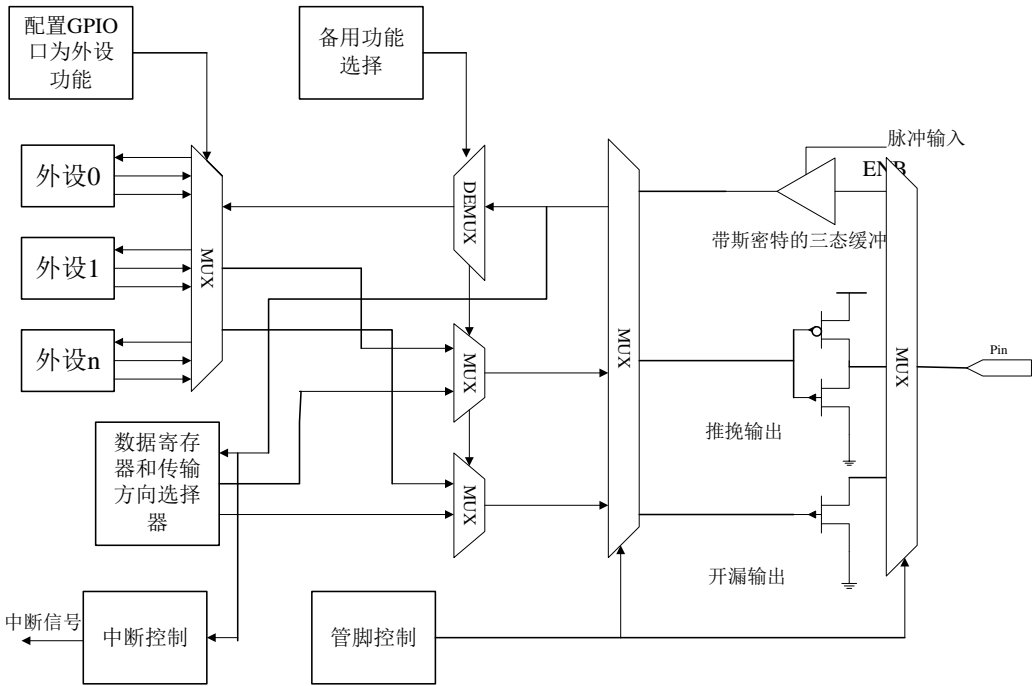 配置GPIO
口为外设
功能
备用功能
选择
脉冲输入
ENB
外设0
外设1
外设n
MUX
DEMUX
带斯密特的三态缓冲
MUX
MUX
MUX
MUX
Pin
推挽输出
数据寄存
器和传输
方向选择
器
开漏输出
中断信号
中断控制
管脚控制